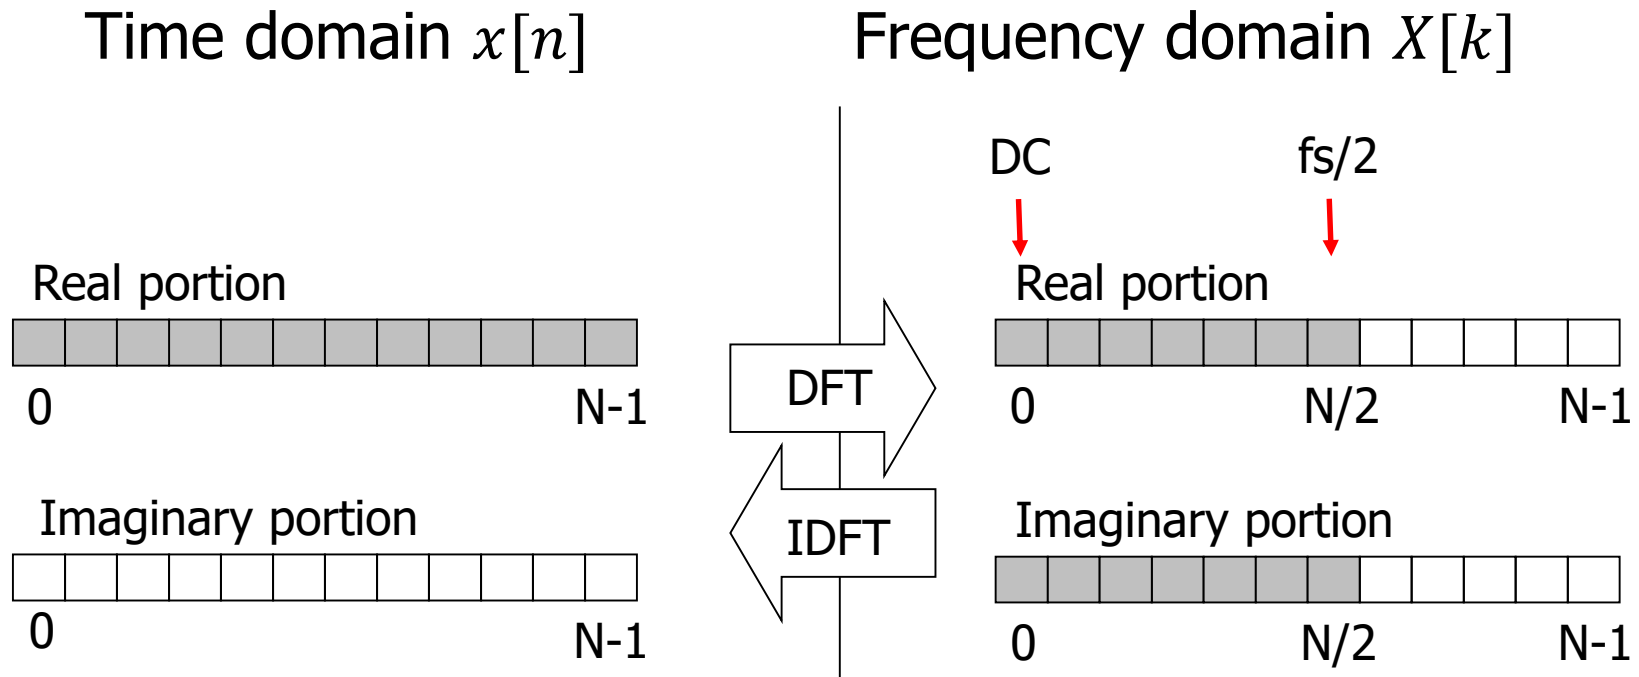 Time domain x[n]
Frequency domain X[k]
DC
fs/2
Real portion
0
N-1
Imaginary portion
0
N-1
DFT
IDFT
Real portion
0
N/2
N-1
Imaginary portion
0
N/2
N-1